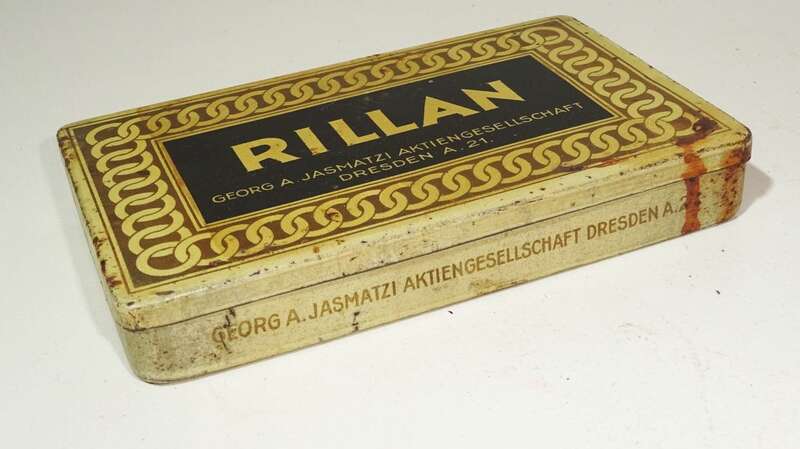 RILLAN
GEORG A. JASMATZI AKTIENGESELLSCHAFT
DRESDEN A. 21.
GEORG A. JASMATZI AKTIENGESELLSCHAFT DRESDEN A.